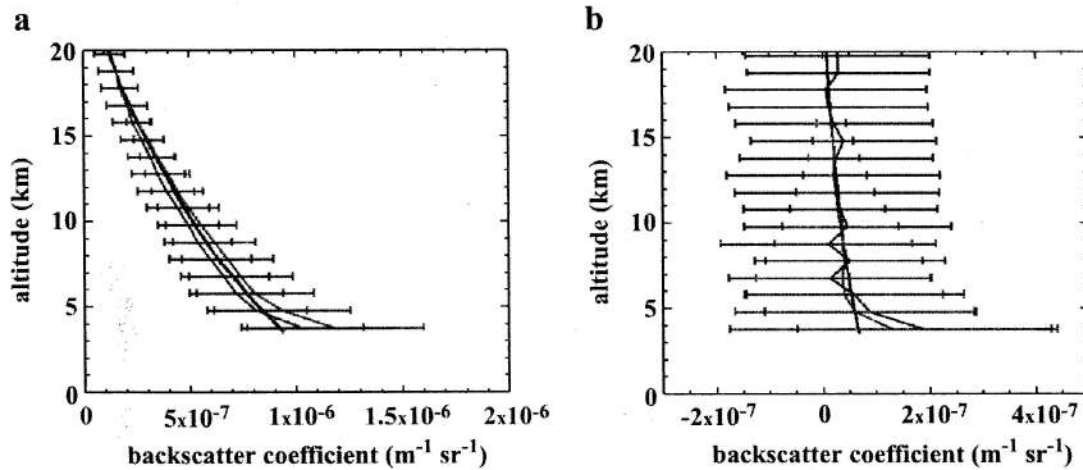 a
20
15
10
5
0
altitude (km)
0 5x10-7 1x10-6 1.5x10-6 2x10-6
backscatter coefficient (m-1 sr-1)
b
20
15
10
5
0
altitude (km)
-2x10-7 0 2x10-7 4x10-7
backscatter coefficient (m-1 sr-1)